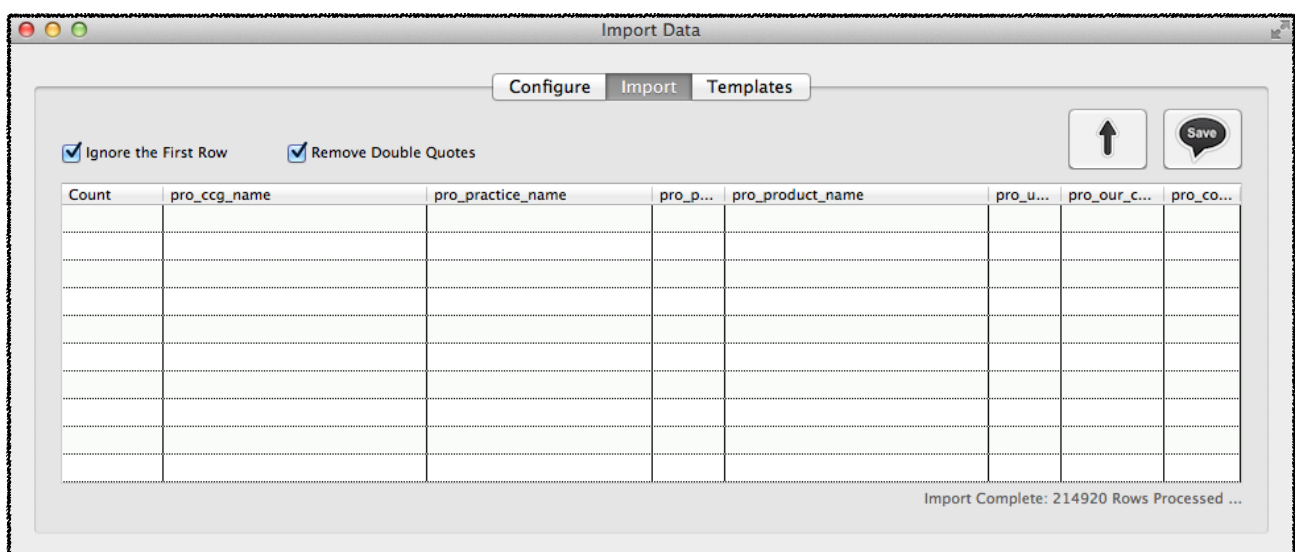 Import Data
Configure Import Templates
Save
Ignore the First Row Remove Double Quotes
Count pro_ccg_name pro_practice_name pro_p... pro_product_name pro_u... pro_our_c... pro_co...
Import Complete: 214920 Rows Processed ...